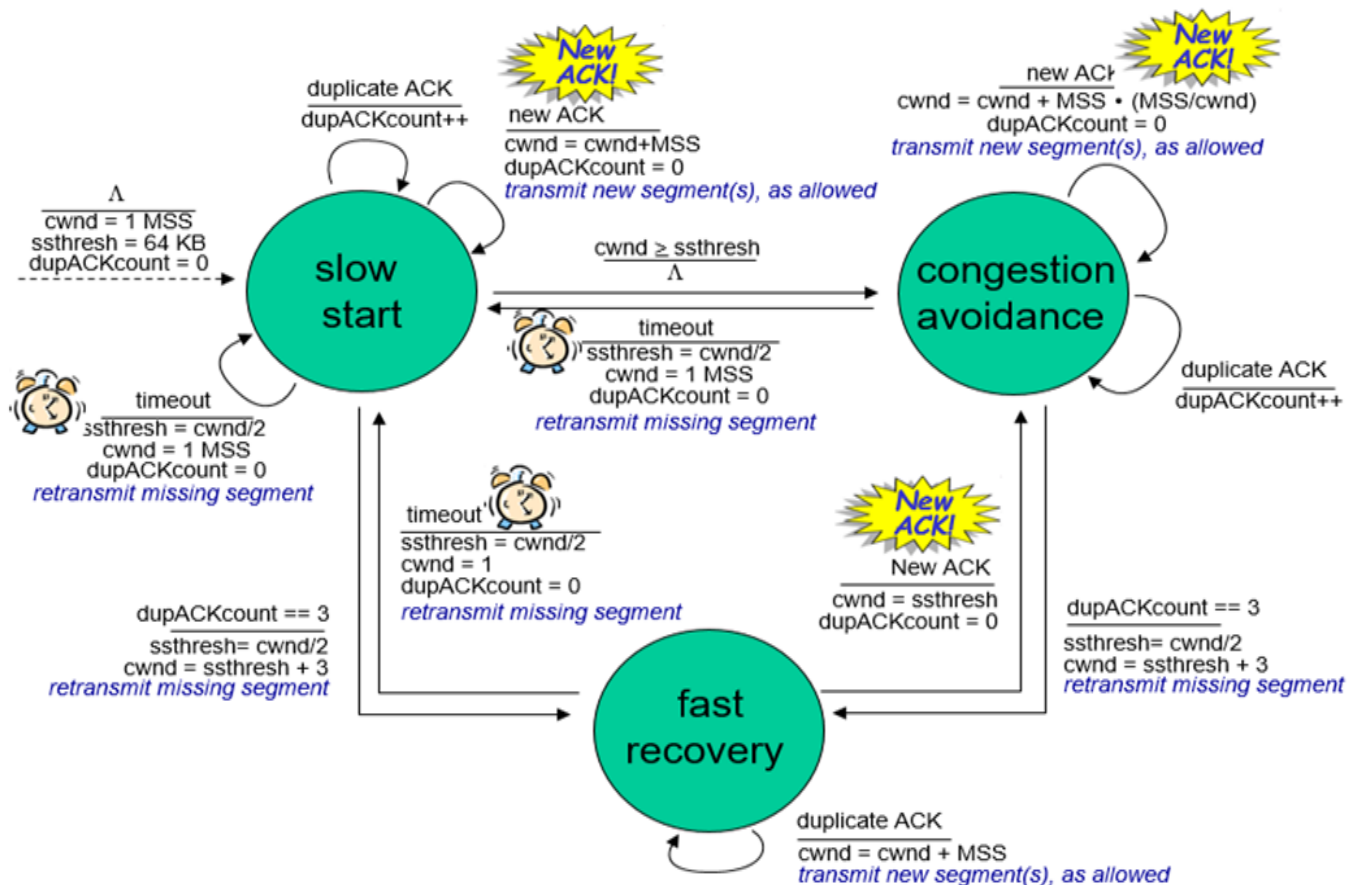 New
ACK!
duplicate ACK
dupACKcount++
new ACK
cwnd = cwnd+MSS
dupACKcount = 0
transmit new segment(s), as allowed
New
ACK!
new ACK
cwnd = cwnd + MSS • (MSS/cwnd)
dupACKcount = 0
transmit new segment(s), as allowed
Λ
cwnd = 1 MSS
ssthresh = 64 KB
dupACKcount = 0
slow
start
cwnd ≥ ssthresh
Λ
congestion
avoidance
timeout
ssthresh = cwnd/2
cwnd = 1 MSS
dupACKcount = 0
retransmit missing segment
duplicate ACK
dupACKcount++
timeout
ssthresh = cwnd/2
cwnd = 1 MSS
dupACKcount = 0
retransmit missing segment
timeout
ssthresh = cwnd/2
cwnd = 1
dupACKcount = 0
retransmit missing segment
New
ACK!
New ACK
cwnd = ssthresh
dupACKcount = 0
dupACKcount == 3
ssthresh= cwnd/2
cwnd = ssthresh + 3
retransmit missing segment
dupACKcount == 3
ssthresh= cwnd/2
cwnd = ssthresh + 3
retransmit missing segment
fast
recovery
duplicate ACK
cwnd = cwnd + MSS
transmit new segment(s), as allowed